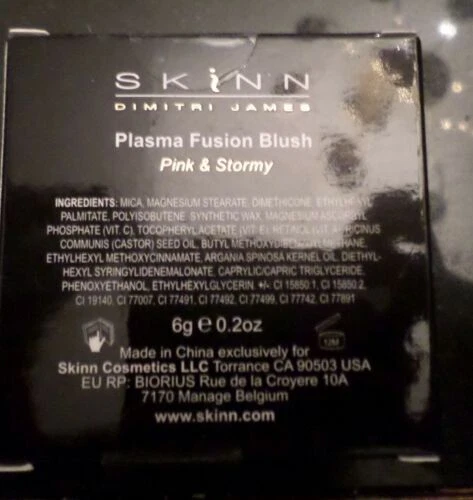 SKiNN
DIMITRI JAMES
Plasma Fusion Blush
Pink & Stormy
INGREDIENTS: MICA, MAGNESIUM STEARATE, DIMETHICONE, ETHYLHEXYL
PALMITATE, POLYISOBUTENE, SYNTHETIC WAX, MAGNESIUM ASCORBYL
PHOSPHATE (VIT. C), TOCOPHERYL ACETATE (VIT. E), RETINOL (VIT. A), RICINUS
COMMUNIS (CASTOR) SEED OIL, BUTYL METHOXYDIBENZOYLMETHANE,
ETHYLHEXYL METHOXYCINNAMATE, ARGANIA SPINOSA KERNEL OIL, DIETHYL-
HEXYL SYRINGYLIDENEMALONATE, CAPRYLIC/CAPRIC TRIGLYCERIDE,
PHENOXYETHANOL, ETHYLHEXYLGLYCERIN. +/- CI 15850:1, CI 15850:2,
CI 19140, CI 77007, CI 77491, CI 77492, CI 77499, CI 77742, CI 77891
6g e 0.2oz
12M
Made in China exclusively for
Skinn Cosmetics LLC Torrance CA 90503 USA
EU RP: BIORIUS Rue de la Croyere 10A
7170 Manage Belgium
www.skinn.com